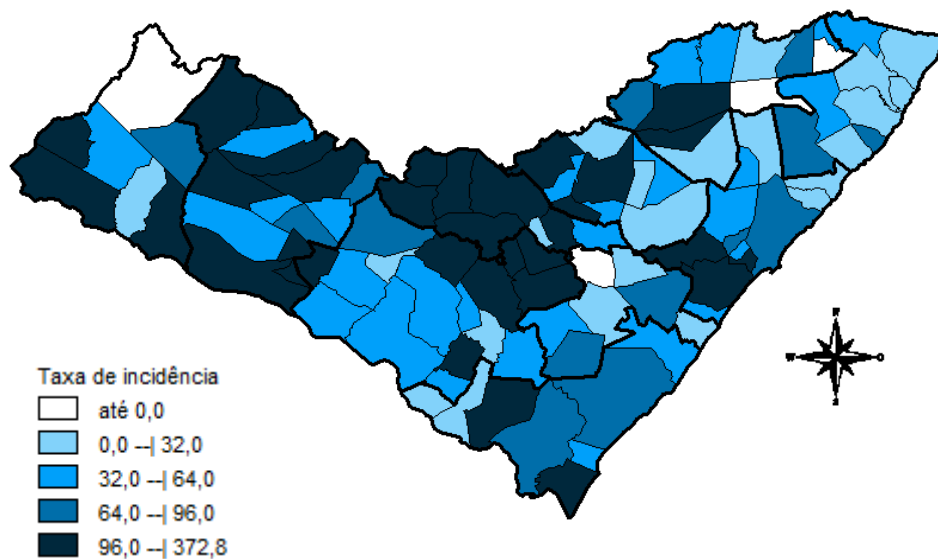 N
W
O
S
Taxa de incidência
até 0,0
0,0 --| 32,0
32,0 --| 64,0
64,0 --| 96,0
96,0 --| 372,8